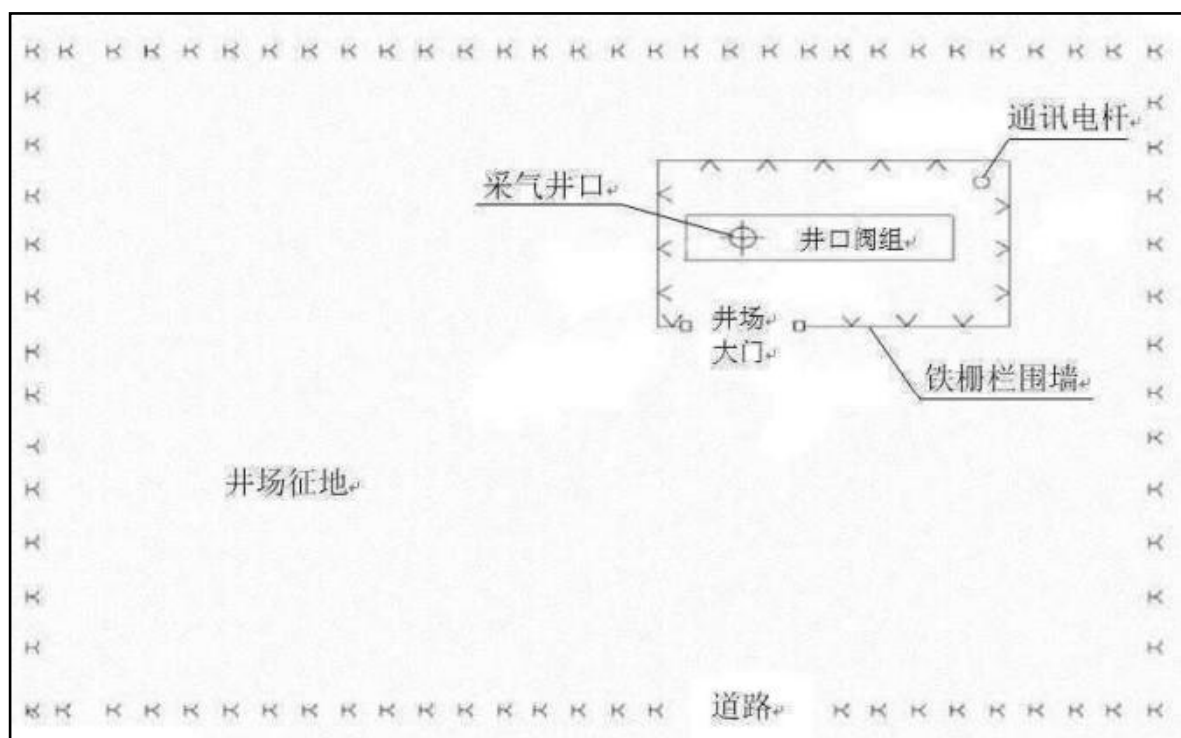 通讯电杆
采气井口
井口阀组
井场
大门
铁栅栏围墙
井场征地
道路